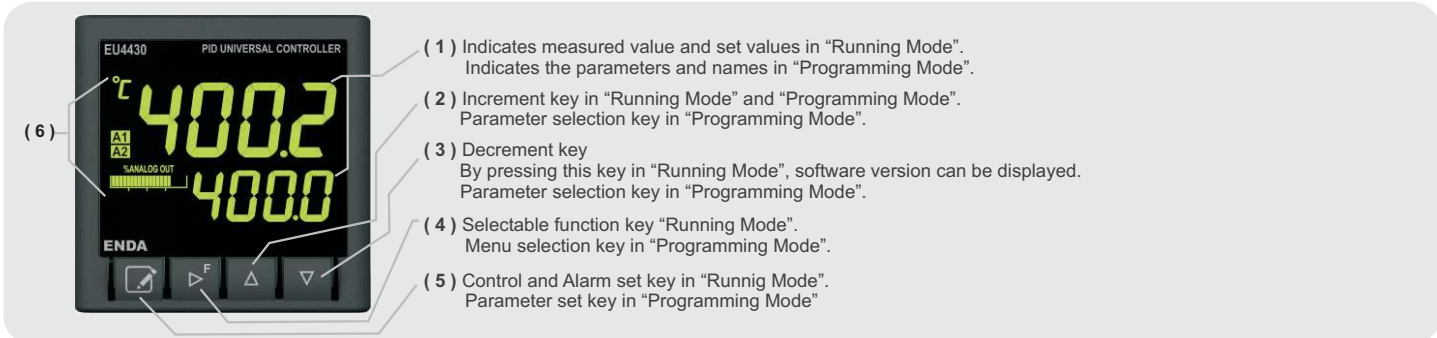 EU4430 PID UNIVERSAL CONTROLLER
°C 400.2
A1
A2
%ANALOG OUT
400.0
ENDA
F
( 6 )
( 1 ) Indicates measured value and set values in “Running Mode”.
Indicates the parameters and names in “Programming Mode”.
( 2 ) Increment key in “Running Mode” and “Programming Mode”.
Parameter selection key in “Programming Mode”.
( 3 ) Decrement key
By pressing this key in “Running Mode”, software version can be displayed.
Parameter selection key in “Programming Mode”.
( 4 ) Selectable function key “Running Mode”.
Menu selection key in “Programming Mode”.
( 5 ) Control and Alarm set key in “Runnig Mode”.
Parameter set key in “Programming Mode”